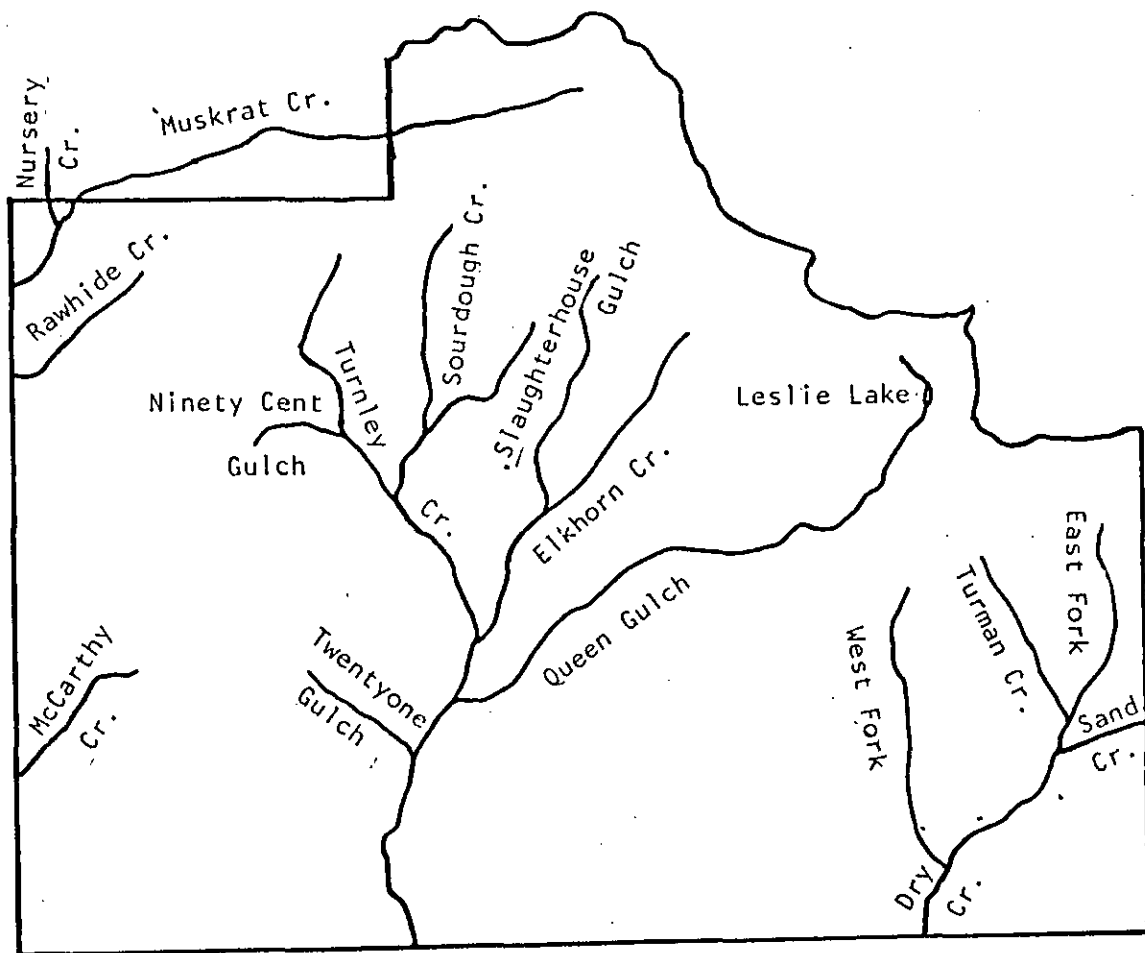 Nursery
Cr.
Muskrat Cr.
Rawhide Cr.
Sourdough Cr.
Slaughterhouse
Gulch
Turnley
Cr.
Ninety Cent
Gulch
Elkhorn Cr.
Leslie Lake
Queen Gulch
Twentyone
Gulch
McCarthy
Cr.
West Fork
Turman Cr.
East Fork
Sand
Cr.
Dry
Cr.